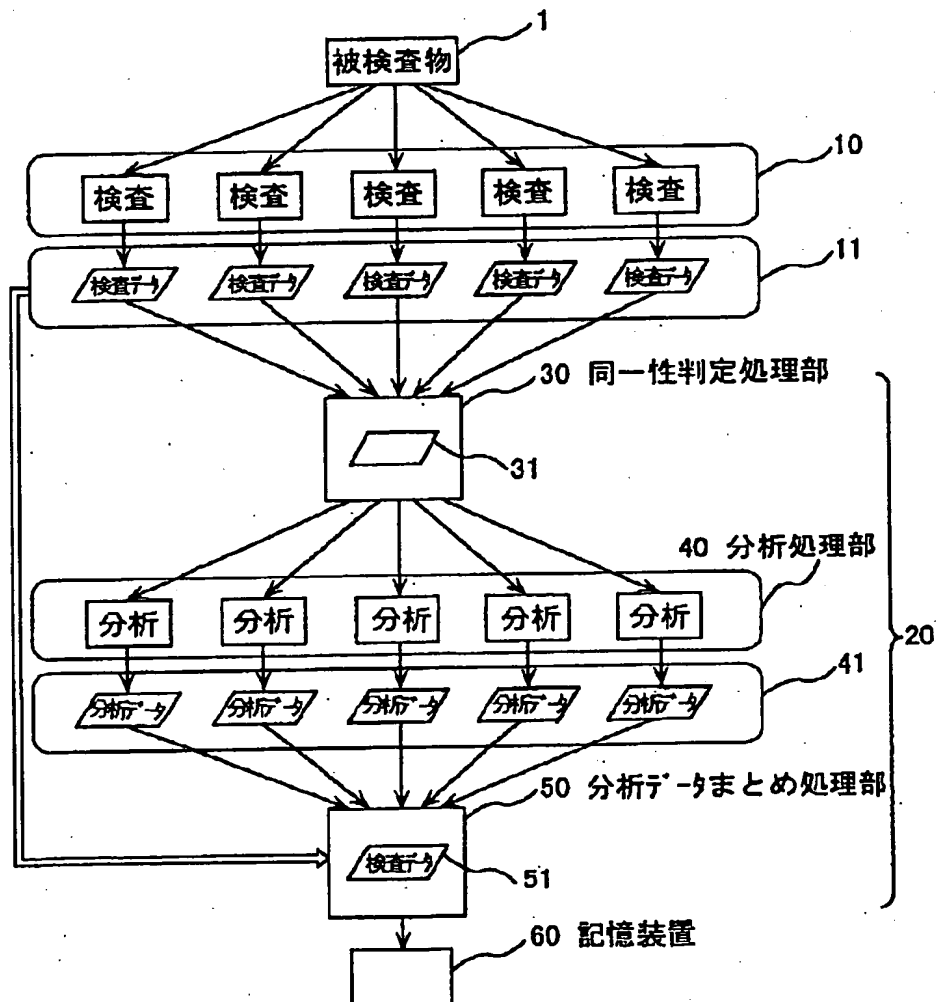 1
被検査物
10
検査 検査 検査 検査 検査
11
検査データ 検査データ 検査データ 検査データ 検査データ
30 同一性判定処理部
31
40 分析処理部
分析 分析 分析 分析 分析
20
41
分析データ 分析データ 分析データ 分析データ 分析データ
50 分析データまとめ処理部
検査データ
51
60 記憶装置